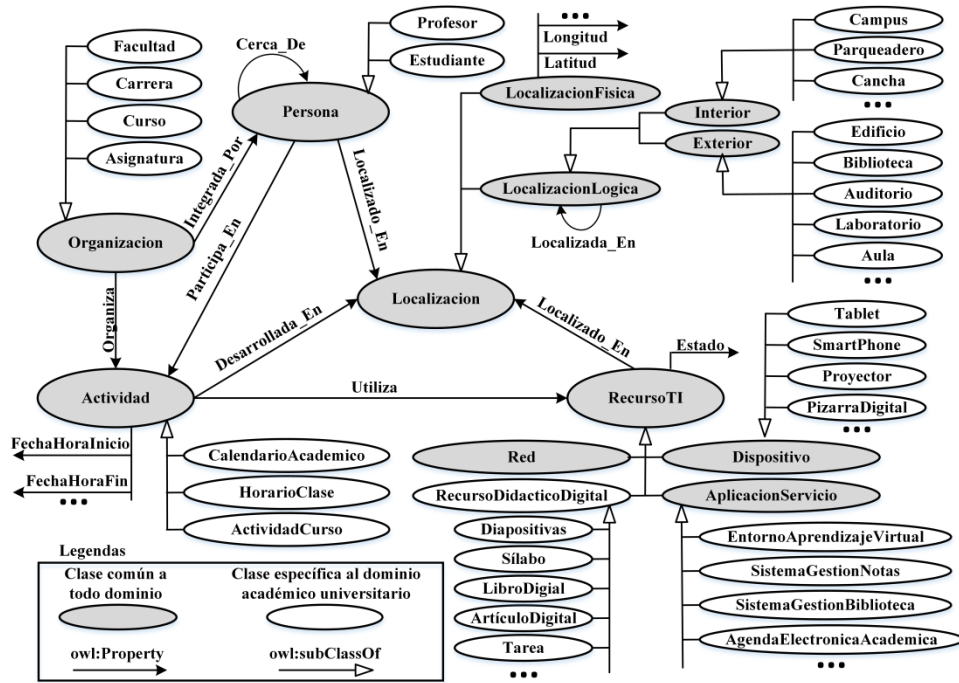 Facultad
Carrera
Curso
Asignatura
Cerca_De
Persona
Profesor
Estudiante
Longitud
Latitud
LocalizacionFisica
Interior
Exterior
LocalizacionLogica
Localizada_En
Campus
Parqueadero
Cancha
Edificio
Biblioteca
Auditorio
Laboratorio
Aula
Organizacion
Integrada_Por
Participa_En
Localizado_En
Localizacion
Organiza
Desarrollada_En
Localizado_En
Estado
Tablet
SmartPhone
Proyector
PizarraDigital
Actividad
Utiliza
RecursoTI
FechaHoraInicio
FechaHoraFin
CalendarioAcademico
HorarioClase
ActividadCurso
Red
Dispositivo
RecursoDidacticoDigital
AplicacionServicio
Diapositivas
Sílabo
LibroDigial
ArtículoDigital
Tarea
EntornoAprendizajeVirtual
SistemaGestionNotas
SistemaGestionBiblioteca
AgendaElectronicaAcademica
Legendas
Clase común a
todo dominio
Clase específica al dominio
académico universitario
owl:Property
owl:subClassOf